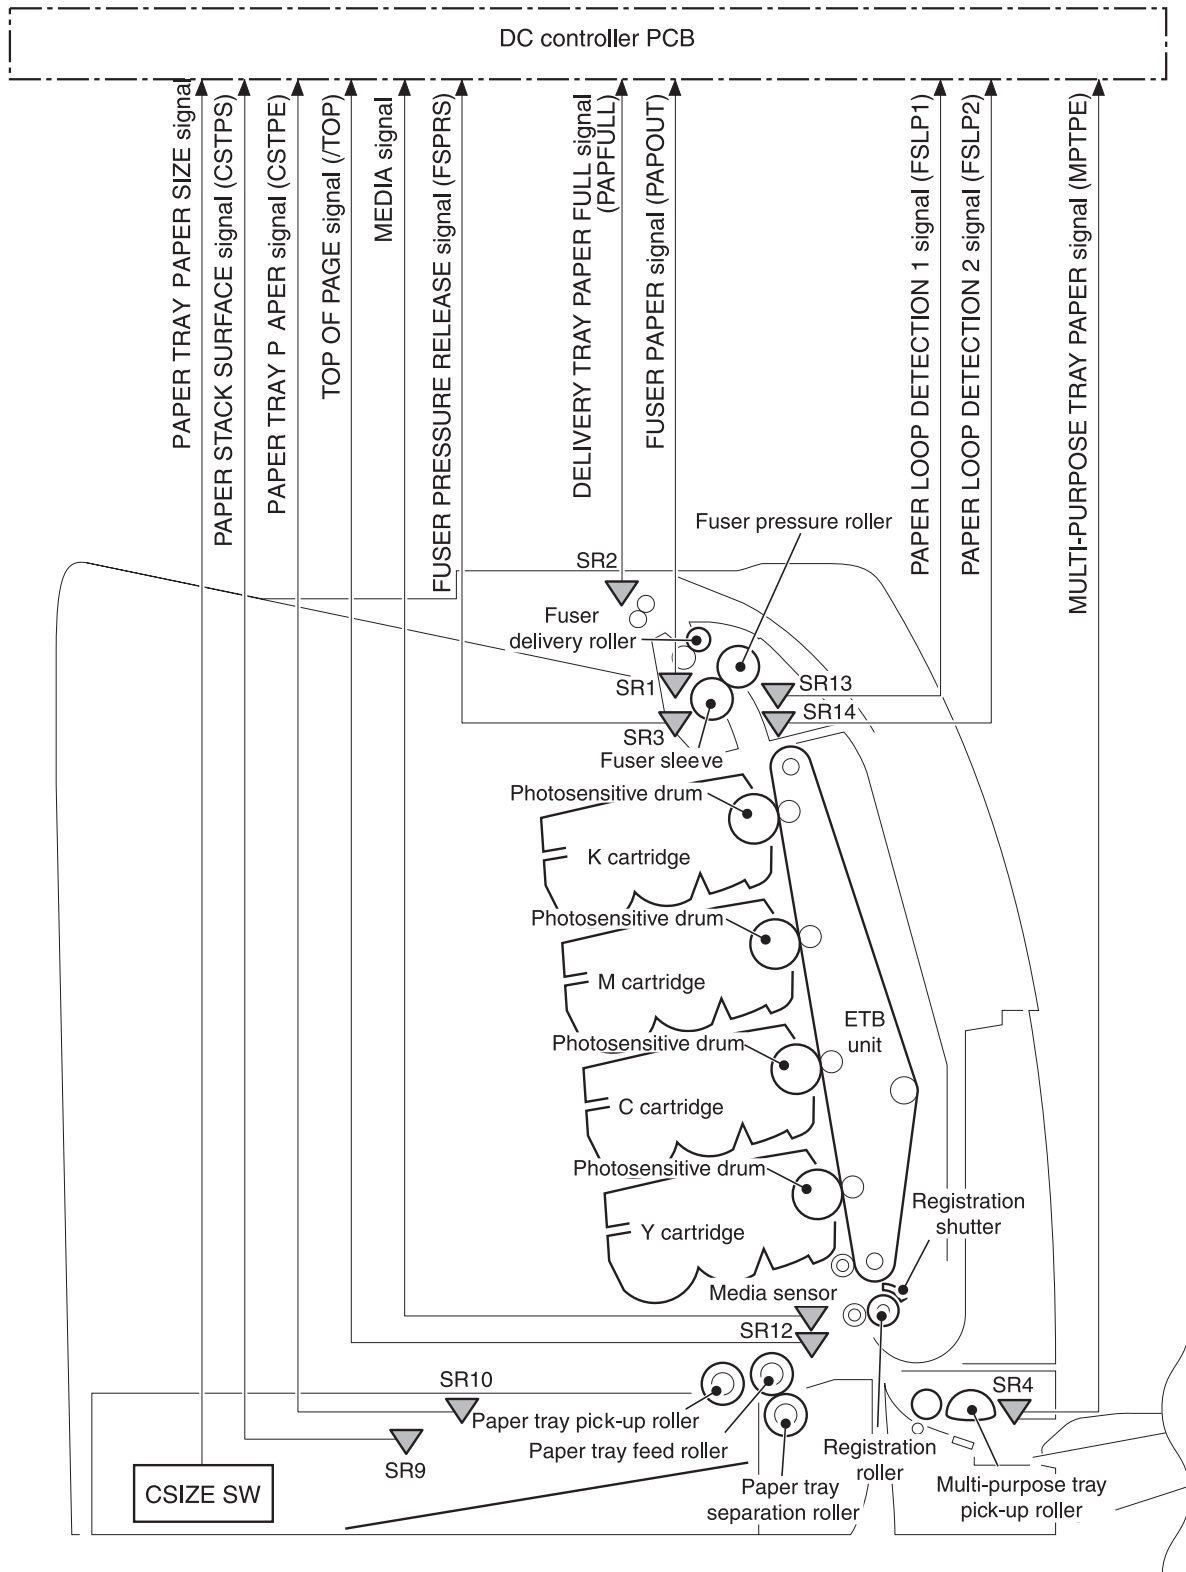 DC controller PCB
PAPER TRAY PAPER SIZE signal
PAPER STACK SURFACE signal (CSTPS)
PAPER TRAY P APER signal (CSTPE)
TOP OF PAGE signal (/TOP)
MEDIA signal
FUSER PRESSURE RELEASE signal (FSPRS)
DELIVERY TRAY PAPER FULL signal
(PAPFULL)
FUSER PAPER signal (PAPOUT)
PAPER LOOP DETECTION 1 signal (FSLP1)
PAPER LOOP DETECTION 2 signal (FSLP2)
MULTI-PURPOSE TRAY PAPER signal (MPTPE)
Fuser pressure roller
SR2
Fuser
delivery roller
SR1
SR13
SR14
SR3
Fuser sleeve
Photosensitive drum
K cartridge
Photosensitive drum
M cartridge
ETB
unit
Photosensitive drum
C cartridge
Photosensitive drum
Registration
shutter
Y cartridge
Media sensor
SR12
SR10
SR4
Paper tray pick-up roller
Paper tray feed roller
Registration
roller
SR9
CSIZE SW
Paper tray
separation roller
Multi-purpose tray
pick-up roller